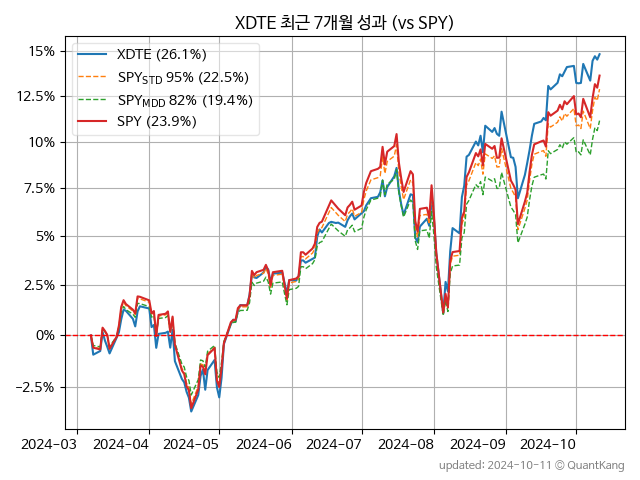 XDTE 최근 7개월 성과 (vs SPY)
XDTE (26.1%)
SPY_STD 95% (22.5%)
SPY_MDD 82% (19.4%)
SPY (23.9%)
15%
12.5%
10%
7.5%
5%
2.5%
0%
−2.5%
2024-03 2024-04 2024-05 2024-06 2024-07 2024-08 2024-09 2024-10
updated: 2024-10-11 © QuantKang